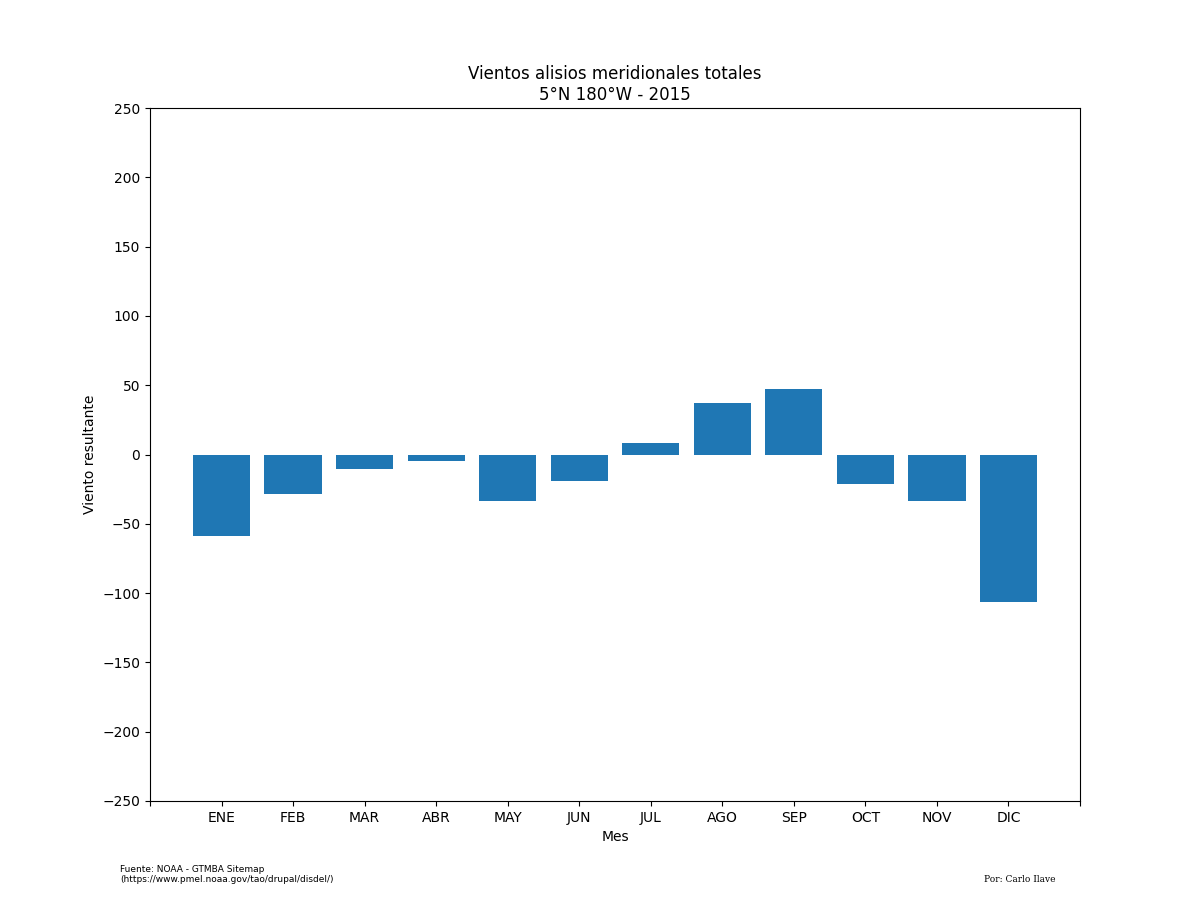 Vientos alisios meridionales totales
5°N 180°W - 2015
250
200
150
100
50
0
−50
−100
−150
−200
−250
Viento resultante
ENE FEB MAR ABR MAY JUN JUL AGO SEP OCT NOV DIC
Mes
Fuente: NOAA - GTMBA Sitemap
(https://www.pmel.noaa.gov/tao/drupal/disdel/)
Por: Carlo Ilave